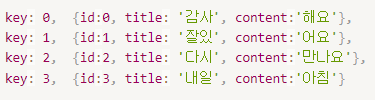 key: 0,  {id:0, title: '감사', content:'해요'},
key: 1,  {id:1, title: '잘있', content:'어요'},
key: 2,  {id:2, title: '다시', content:'만나요'},
key: 3,  {id:3, title: '내일', content:'아침'}